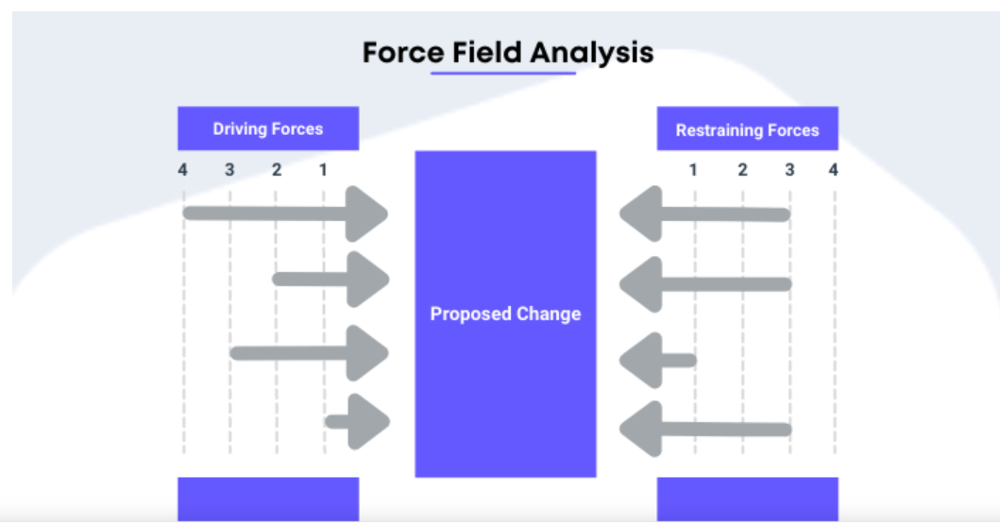 Force Field Analysis
Driving Forces
Restraining Forces
4 3 2 1
1 2 3 4
Proposed Change